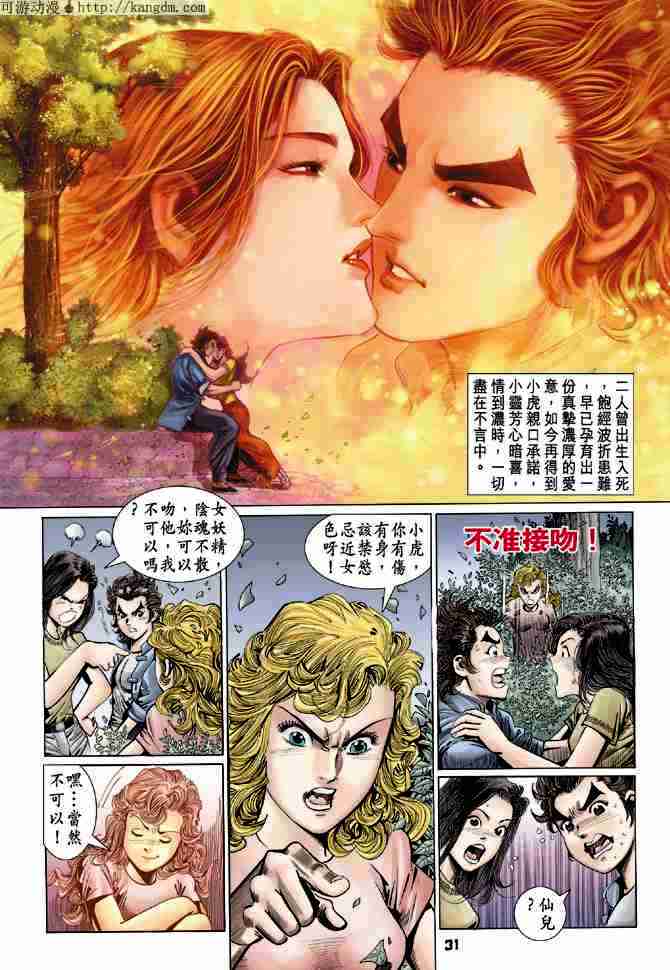 可游动漫 http://kangdm.com
二人曾出生入死
，飽經波折患難
，早已孕育出一
份真摯濃厚的愛
意，如今再得到
小虎親口承諾，
小靈芳心暗喜，
情到濃時，一切
盡在不言中。
不准接吻！
仙兒
？
小虎
你有傷
有身，
該禁慾
忌近女
色呀！
女妖精
陰魂不散，
吻他，妳可以
不可以，我
？可以嗎
嘿…當然
不可以！
31